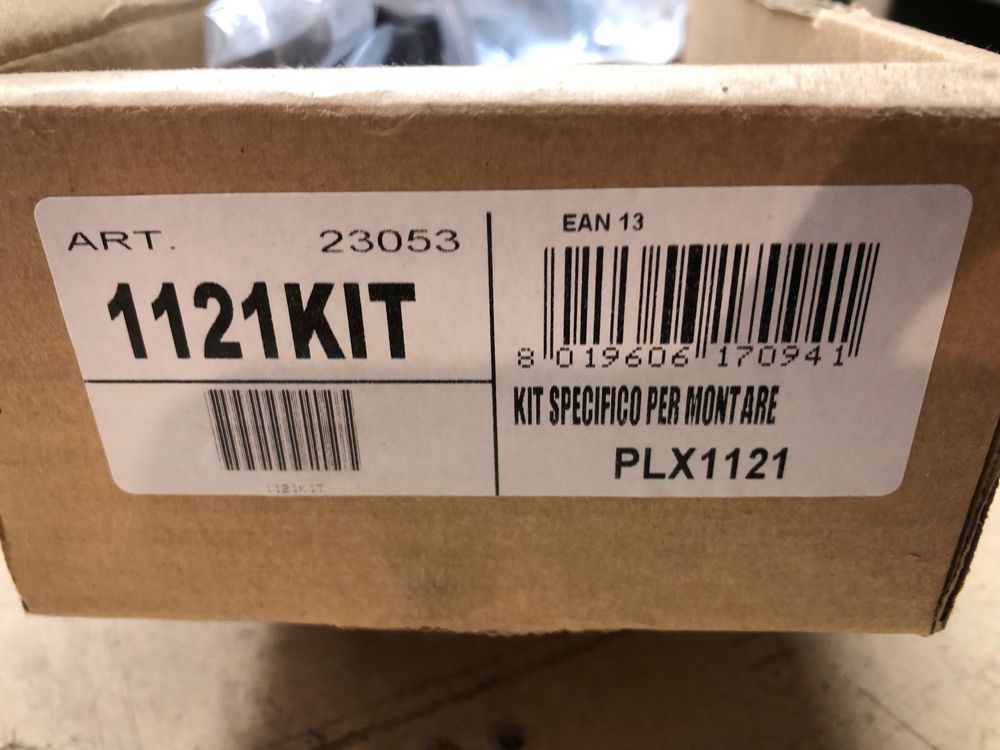 ART. 23053
1121KIT
1121KIT
EAN 13
8 019606 170941
KIT SPECIFICO PER MONTARE
PLX1121